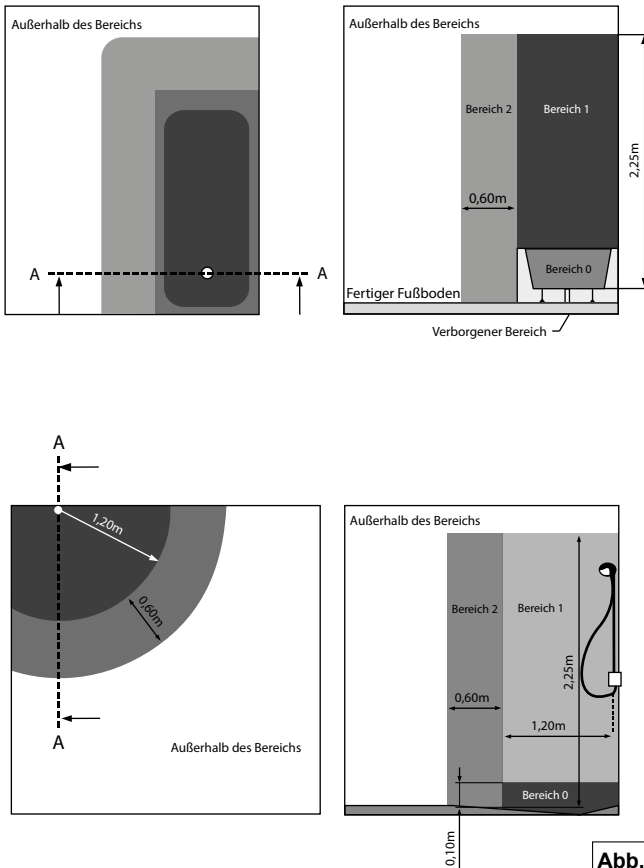 Außerhalb des Bereichs
A
A
Außerhalb des Bereichs
Bereich 2
Bereich 1
2,25m
0,60m
Bereich 0
Fertiger Fußboden
Verborgener Bereich
A
1,20m
0,60m
A
Außerhalb des Bereichs
Außerhalb des Bereichs
Bereich 2
Bereich 1
2,25m
0,60m
1,20m
Bereich 0
0,10m
Abb.